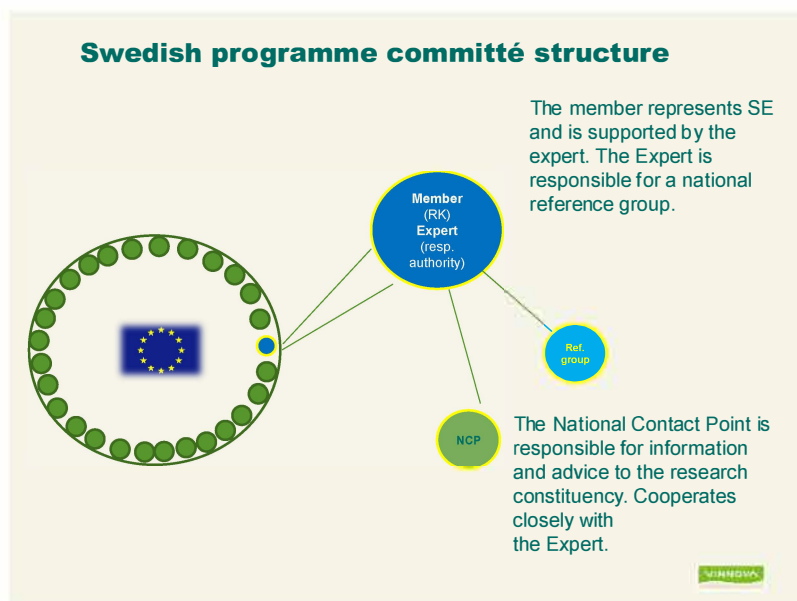 Swedish programme committé structure
The member represents SE
and is supported by the
expert. The Expert is
responsible for a national
reference group.
Member
(RK)
Expert
(resp.
authority)
Ref.
group
NCP
The National Contact Point is
responsible for information
and advice to the research
constituency. Cooperates
closely with
the Expert.
VINNOVA